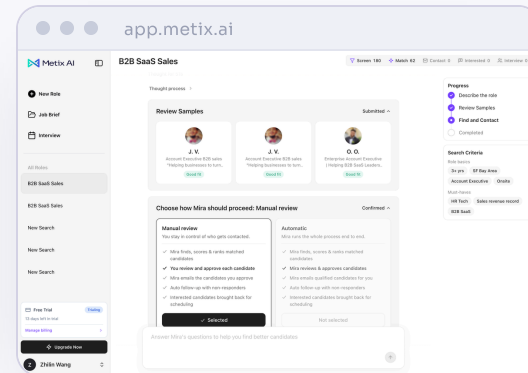 app.metix.ai
Metix AI
B2B SaaS Sales
Screen 180 Match 62 Contact 0 Interested 0 Interview 0
New Role
Job Brief
Interview
All Roles
B2B SaaS Sales
B2B SaaS Sales
New Search
New Search
New Search
Free Trial Trialing
13 days left in trial
Manage billing
Upgrade Now
Z Zhilin Wang
Thought process
Review Samples Submitted
J. V.
Account Executive B2B sales
"Helping businesses to turn..
Good fit
J. V.
Account Executive B2B sales
"Helping businesses to turn..
Good fit
O. O.
Enterprise Account Executive
| Helping B2B SaaS Leaders..
Good fit
Choose how Mira should proceed: Manual review Confirmed
Manual review
You stay in control of who gets contacted.
Mira finds, scores & ranks matched
candidates
You review and approve each candidate
Mira emails the candidates you approve
Auto follow-up with non-responders
Interested candidates brought back for
scheduling
Selected
Automatic
Mira runs the whole process end to end.
Mira finds, scores & ranks matched
candidates
Mira reviews & approves candidates
Mira emails qualified candidates for you
Auto follow-up with non-responders
Interested candidates brought back for
scheduling
Not selected
Answer Mira's questions to help you find better candidates
Progress
Describe the role
Review Samples
Find and Contact
Completed
Search Criteria
Role basics
3+ yrs SF Bay Area
Account Executive Onsite
Must-haves
HR Tech Sales revenue record
B2B SaaS